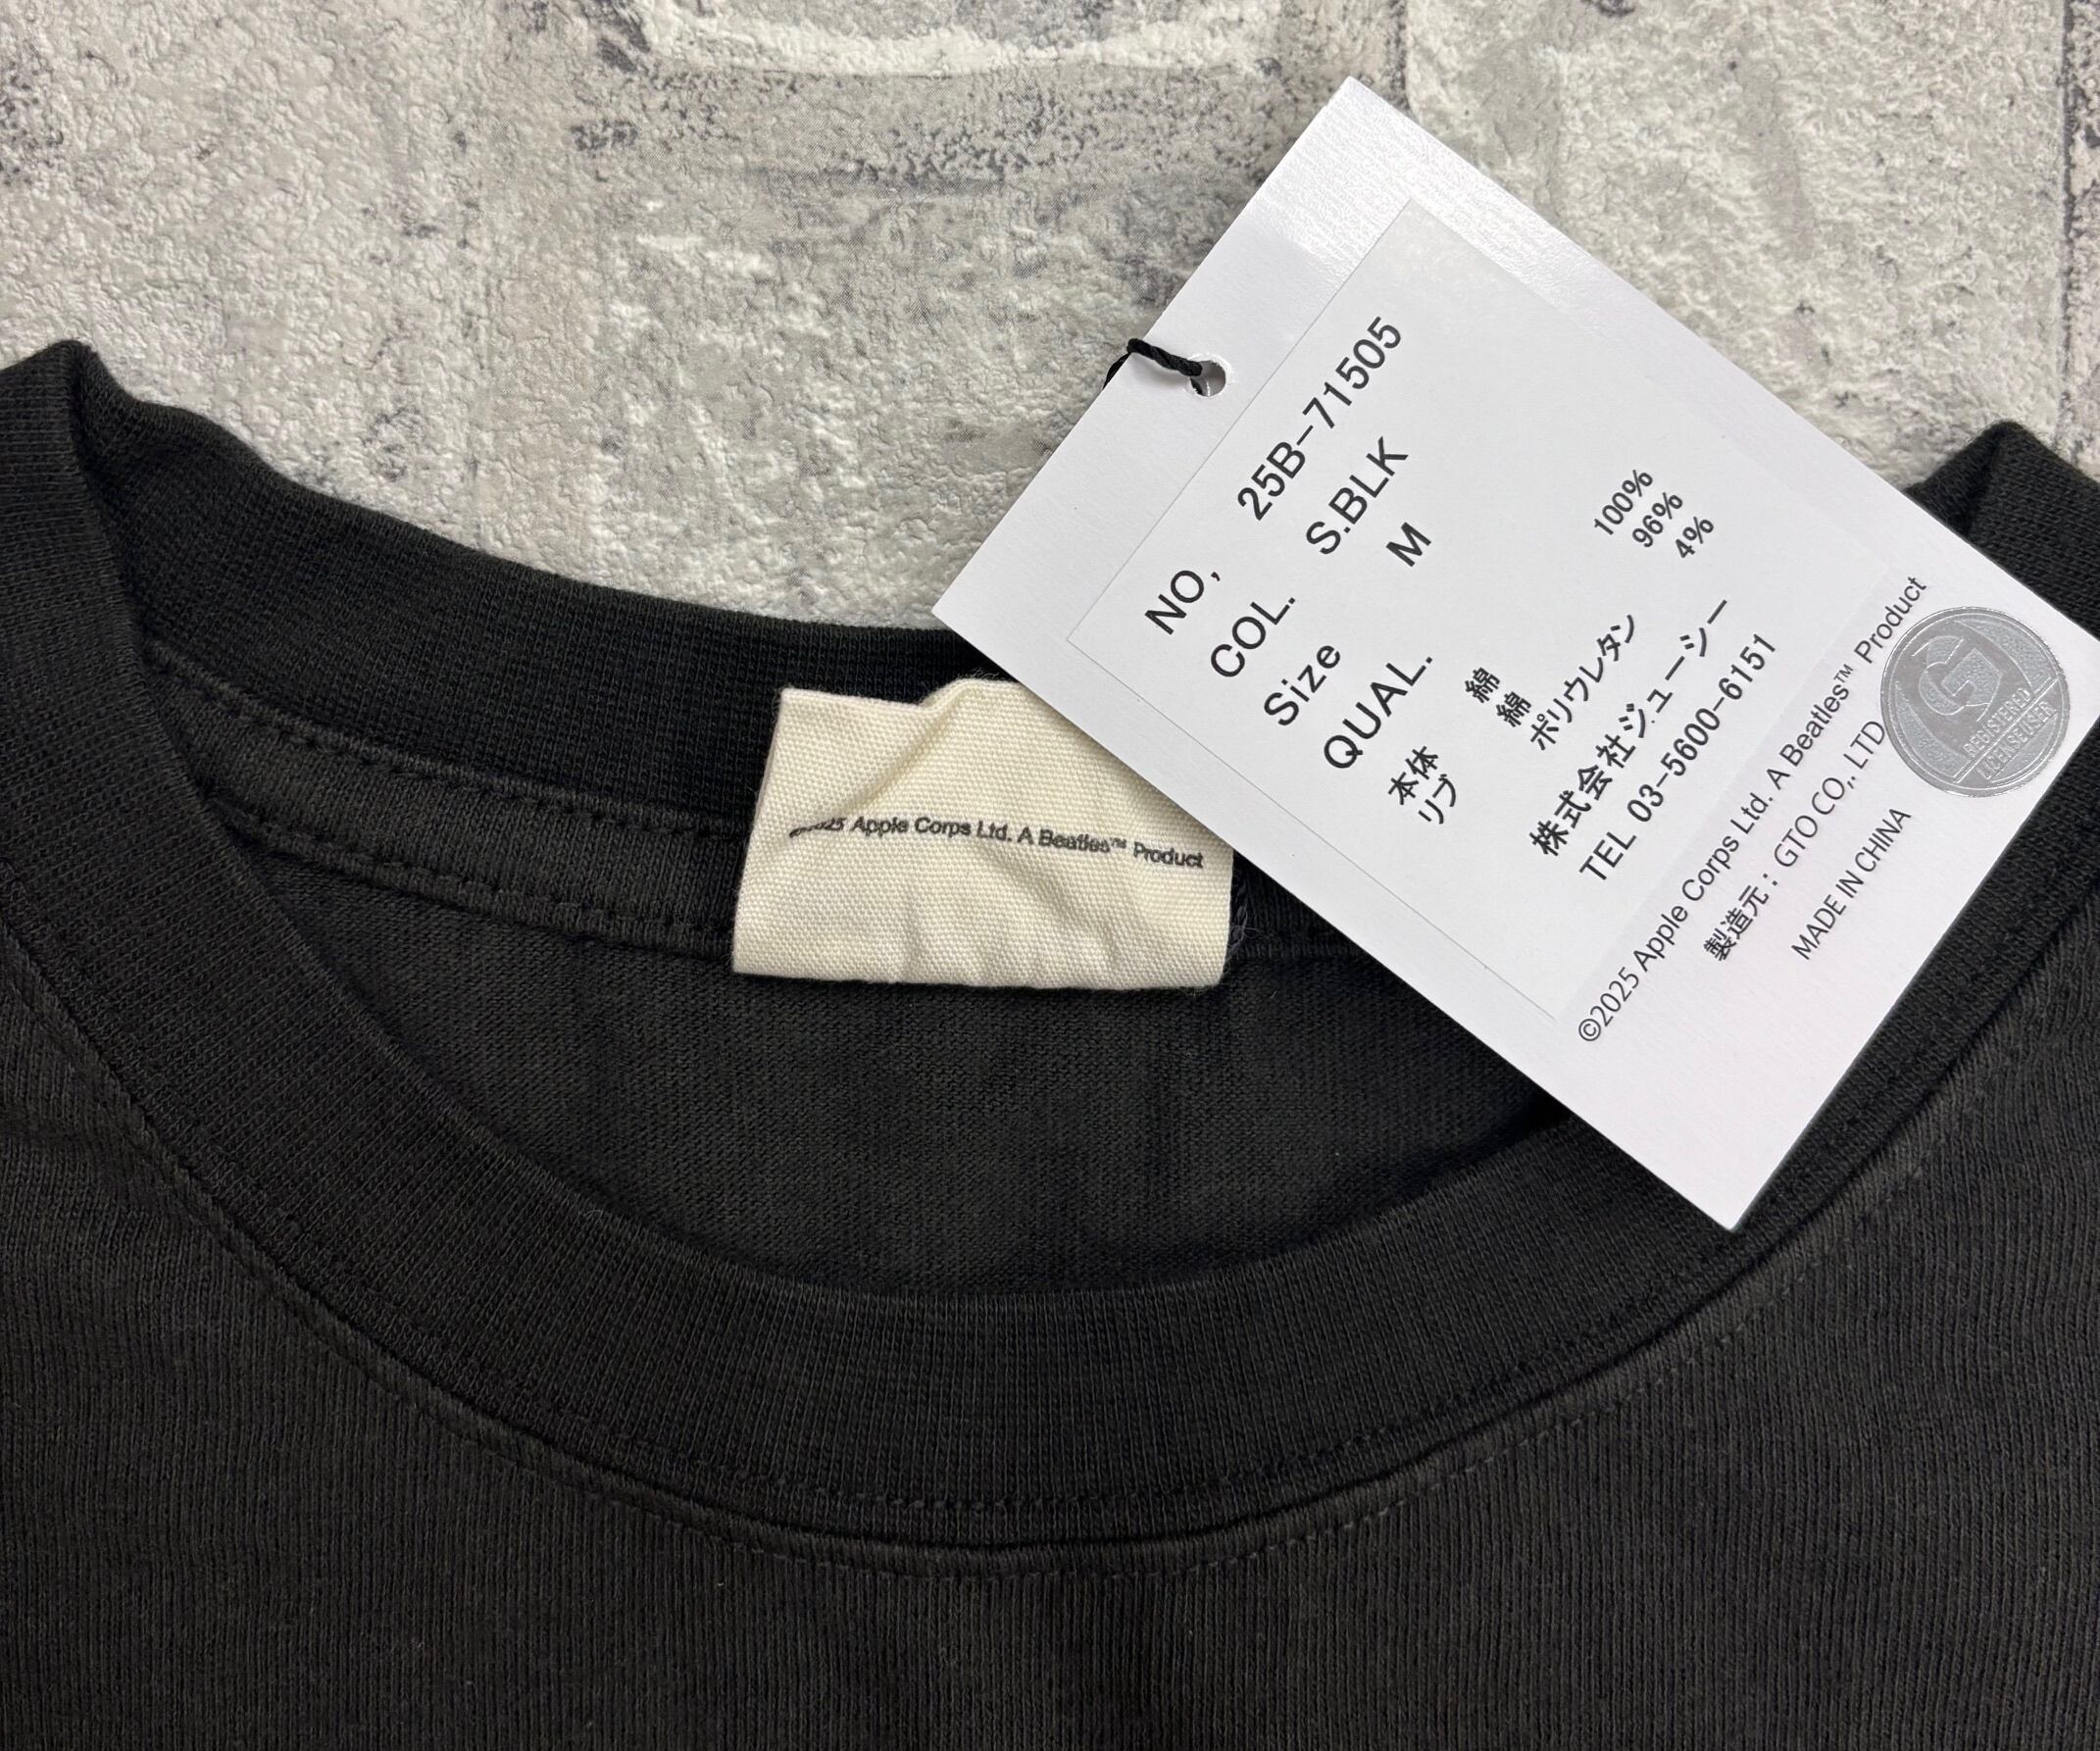 NO, 25B-71505
COL. S.BLK
Size M
QUAL.
本体 綿 100%
リブ 綿 96%
ポリウレタン 4%
株式会社ジューシー
TEL 03-5600-6151
©2025 Apple Corps Ltd. A Beatles™ Product
製造元：GTO CO., LTD
MADE IN CHINA
G
REGISTERED
LICENSE USER
©2025 Apple Corps Ltd. A Beatles™ Product